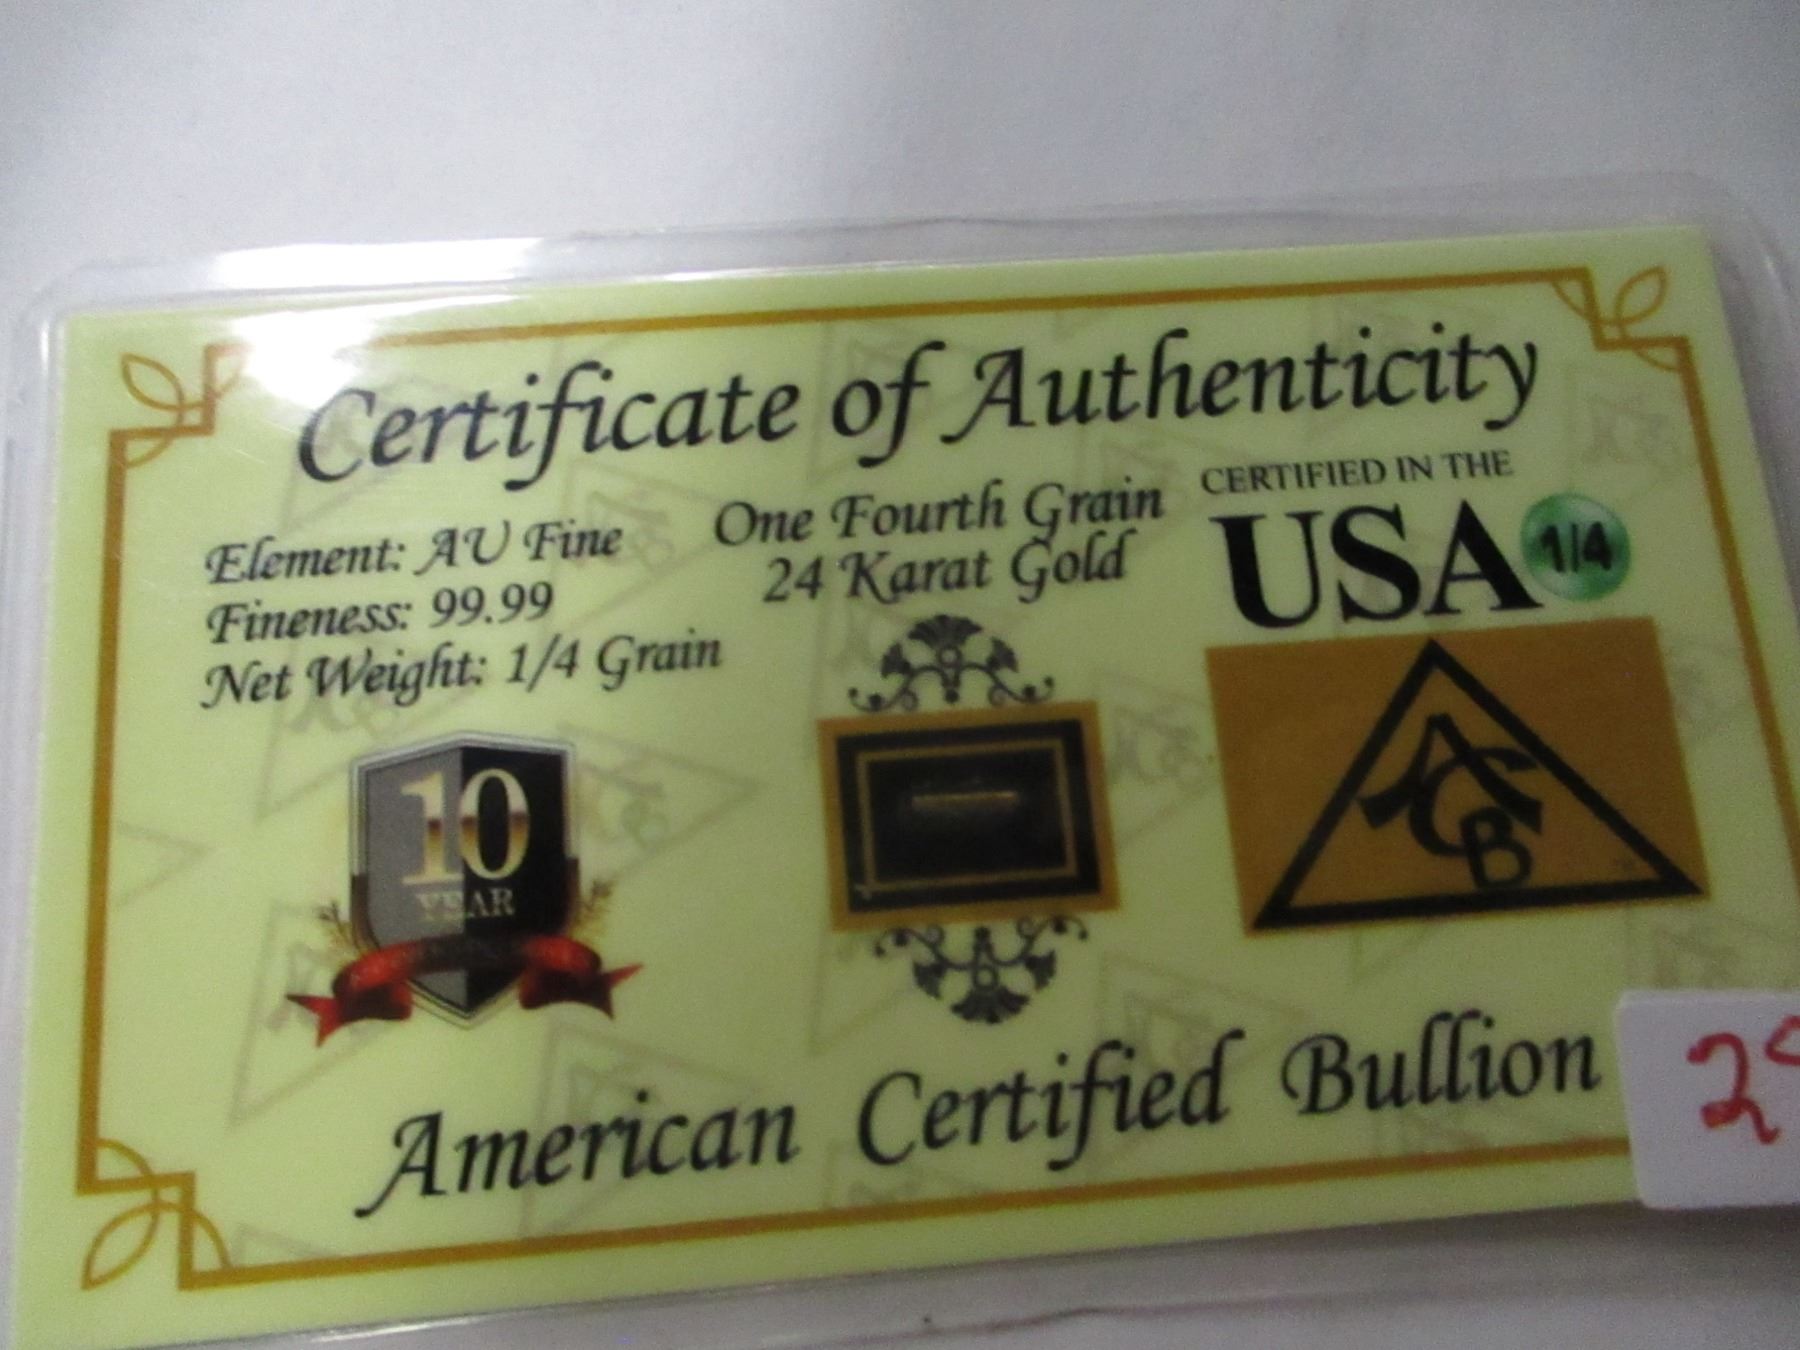 Certificate of Authenticity
Element: AU Fine
Fineness: 99.99
Net Weight: 1/4 Grain
One Fourth Grain
24 Karat Gold
CERTIFIED IN THE
USA
1/4
10
YEAR
ACB
American Certified Bullion